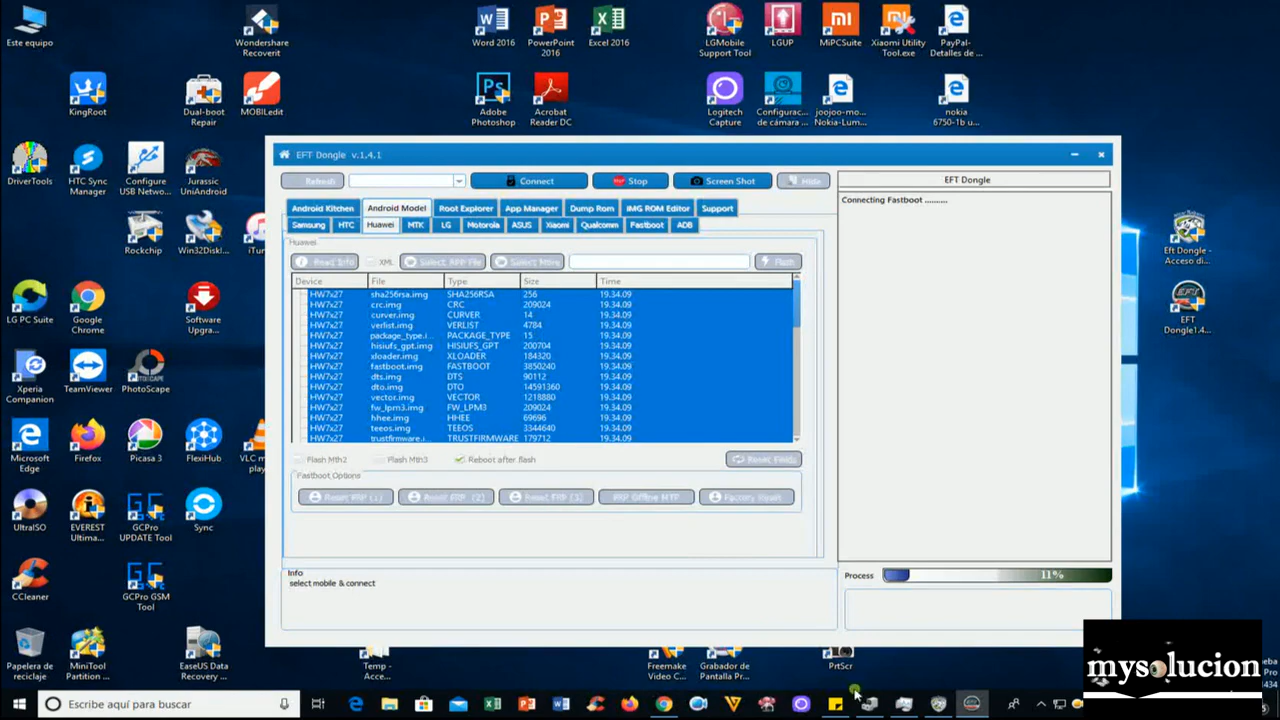 Este equipo
Wondershare
Recoverit
Word 2016
PowerPoint
2016
Excel 2016
LGMobile
Support Tool
LGUP
MiPCSuite
Xiaomi Utility
Tool.exe
PayPal-
Detalles de ...
KingRoot
Dual-boot
Repair
MOBILedit
Adobe
Photoshop
Acrobat
Reader DC
Logitech
Capture
Configurac...
de cámara ...
joojoo-mo...
Nokia-Lum...
nokia
6750-1b u...
DriverTools
HTC Sync
Manager
Configure
USB Netwo...
Jurassic
UniAndroid
Rockchip
Win32Diskl...
iTun
LG PC Suite
Google
Chrome
Software
Upgra...
Xperia
Companion
TeamViewer
PHOTOSCAPE
PhotoScape
Microsoft
Edge
Firefox
Picasa 3
FlexiHub
VLC m
play
UltraISO
EVEREST
Ultima...
GCPro
UPDATE Tool
Sync
CCleaner
GCPro GSM
Tool
Papelera de
reciclaje
MiniTool
Partition ...
EaseUS Data
Recovery ...
Temp -
Acce...
Freemake
Video C...
Grabador de
Pantalla Pr...
PrtScr
Eft Dongle -
Acceso di...
EFT
EFT
Dongle1.4...
EFT Dongle v.1.4.1
Refresh
Connect
Stop
Screen Shot
Hide
EFT Dongle
Android Kitchen
Android Model
Root Explorer
App Manager
Dump Rom
IMG ROM Editor
Support
Samsung
HTC
Huawei
MTK
LG
Motorola
ASUS
Xiaomi
Qualcomm
Fastboot
ADB
Connecting Fastboot ..........
Huawei
Read Info
XML
Select APP File
Select Move
Flash
Device File Type Size Time
HW7x27 sha256rsa.img SHA256RSA 256 19.34.09
HW7x27 crc.img CRC 209024 19.34.09
HW7x27 curver.img CURVER 14 19.34.09
HW7x27 verlist.img VERLIST 4784 19.34.09
HW7x27 package_type.i... PACKAGE_TYPE 15 19.34.09
HW7x27 hisiufs_gpt.img HISIUFS_GPT 200704 19.34.09
HW7x27 xloader.img XLOADER 184320 19.34.09
HW7x27 fastboot.img FASTBOOT 3850240 19.34.09
HW7x27 dts.img DTS 90112 19.34.09
HW7x27 dto.img DTO 14591360 19.34.09
HW7x27 vector.img VECTOR 1218880 19.34.09
HW7x27 fw_lpm3.img FW_LPM3 209024 19.34.09
HW7x27 hhee.img HHEE 69696 19.34.09
HW7x27 teeos.img TEEOS 3344640 19.34.09
HW7x27 trustfirmware.i... TRUSTFIRMWARE 179712 19.34.09
Flash Mth2
Flash Mth3
Reboot after flash
Reset Fields
Fastboot Options
Reset FRP (1)
Reset FRP (2)
Reset FRP (3)
FRP Offline MTP
Factory Repair
Info
select mobile & connect
Process
11%
mysolucion
Escribe aquí para buscar